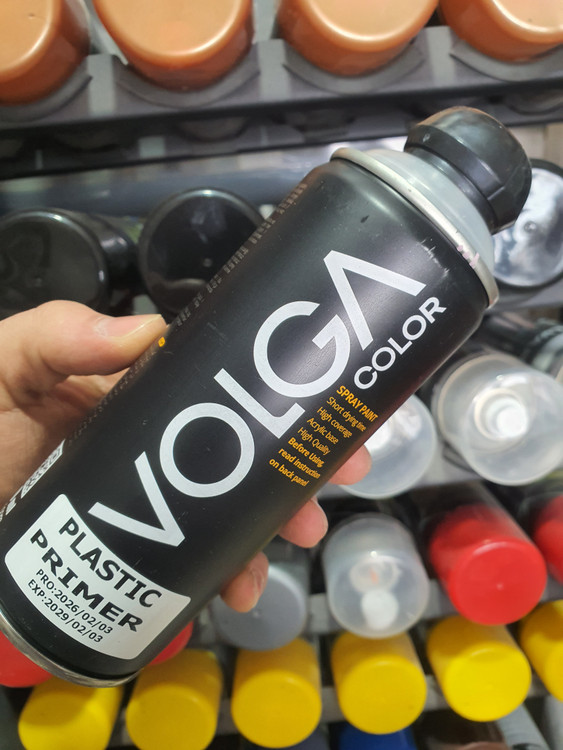 VOLGA
COLOR
SPRAY PAINT
Short drying time
High coverage
Acrylic base
High Quality
Before Using,
read instruction
on back panel
PLASTIC
PRIMER
PRO:2026/02/03
EXP:2029/02/03